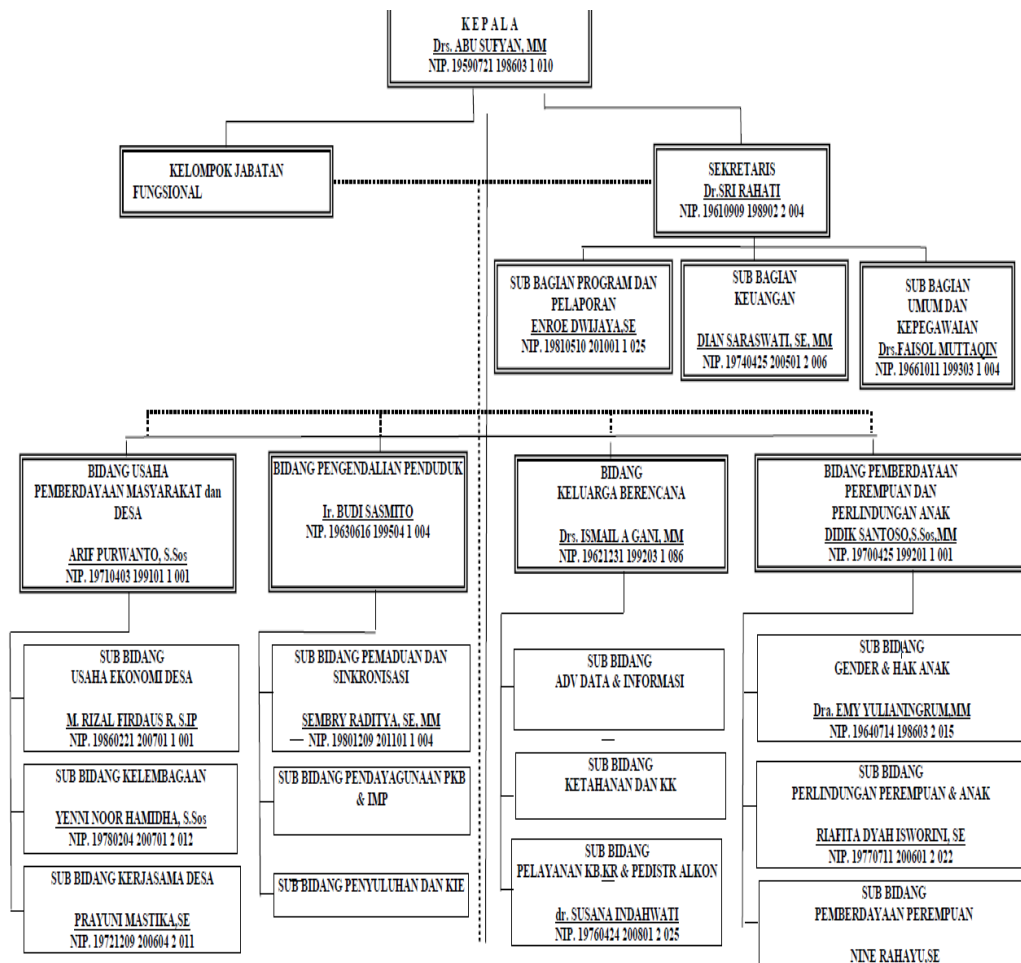 K E P A L A
Drs. ABU SUFYAN, MM
NIP. 19590721 198603 1 010
KELOMPOK JABATAN
FUNGSIONAL
SEKRETARIS
Dr.SRI RAHATI
NIP. 19610909 198902 2 004
SUB BAGIAN PROGRAM DAN
PELAPORAN
ENROE DWIJAYA,SE
NIP. 19810510 201001 1 025
SUB BAGIAN
KEUANGAN
DIAN SARASWATI, SE, MM
NIP. 19740425 200501 2 006
SUB BAGIAN
UMUM DAN
KEPEGAWAIAN
Drs.FAISOL MUTTAQIN
NIP. 19661011 199303 1 004
BIDANG USAHA
PEMBERDAYAAN MASYARAKAT dan
DESA
ARIF PURWANTO, S.Sos
NIP. 19710403 199101 1 001
BIDANG PENGENDALIAN PENDUDUK
Ir. BUDI SASMITO
NIP. 19630616 199504 1 004
BIDANG
KELUARGA BERENCANA
Drs. ISMAIL A GANI, MM
NIP. 19621231 199203 1 086
BIDANG PEMBERDAYAAN
PEREMPUAN DAN
PERLINDUNGAN ANAK
DIDIK SANTOSO,S.Sos,MM
NIP. 19700425 199201 1 001
SUB BIDANG
USAHA EKONOMI DESA
M. RIZAL FIRDAUS R, S.IP
NIP. 19860221 200701 1 001
SUB BIDANG KELEMBAGAAN
YENNI NOOR HAMIDHA, S.Sos
NIP. 19780204 200701 2 012
SUB BIDANG KERJASAMA DESA
PRAYUNI MASTIKA,SE
NIP. 19721209 200604 2 011
SUB BIDANG PEMADUAN DAN
SINKRONISASI
SEMBRY RADITYA, SE, MM
NIP. 19801209 201101 1 004
SUB BIDANG PENDAYAGUNAAN PKB
& IMP
SUB BIDANG PENYULUHAN DAN KIE
SUB BIDANG
ADV DATA & INFORMASI
SUB BIDANG
KETAHANAN DAN KK
SUB BIDANG
PELAYANAN KB.KR & PEDISTR ALKON
dr. SUSANA INDAHWATI
NIP. 19760424 200801 2 025
SUB BIDANG
GENDER & HAK ANAK
Dra. EMY YULIANINGRUM,MM
NIP. 19640714 198603 2 015
SUB BIDANG
PERLINDUNGAN PEREMPUAN & ANAK
RIAFITA DYAH ISWORINI, SE
NIP. 19770711 200601 2 022
SUB BIDANG
PEMBERDAYAAN PEREMPUAN
NINE RAHAYU.SE